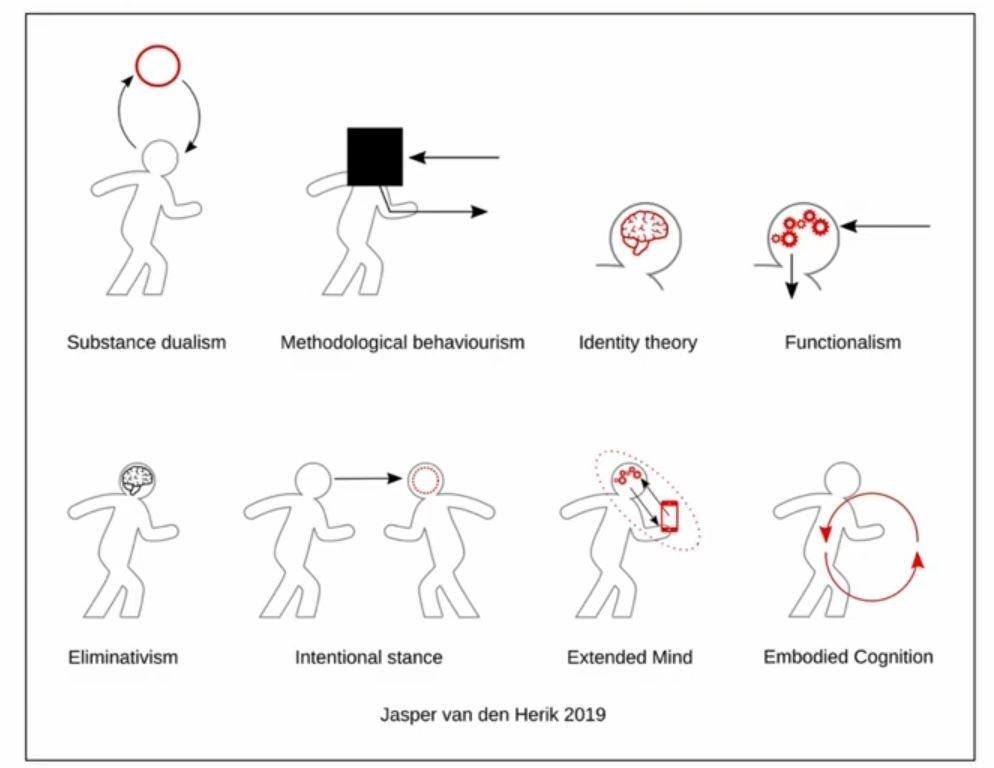 Substance dualism
Methodological behaviourism
Identity theory
Functionalism
Eliminativism
Intentional stance
Extended Mind
Embodied Cognition
Jasper van den Herik 2019